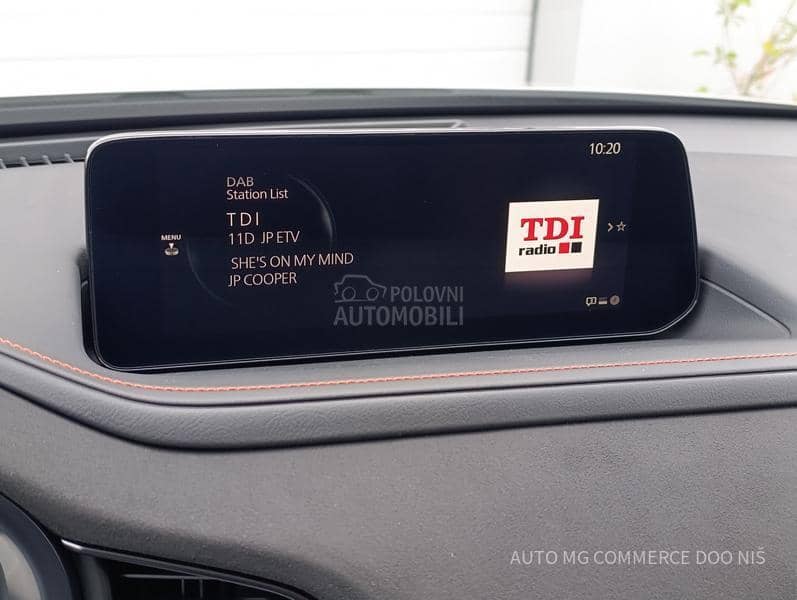 10:20
DAB
Station List
TDI
11D JP ETV
SHE'S ON MY MIND
JP COOPER
MENU
TDI
radio
POLOVNI
AUTOMOBILI
AUTO MG COMMERCE DOO NIŠ